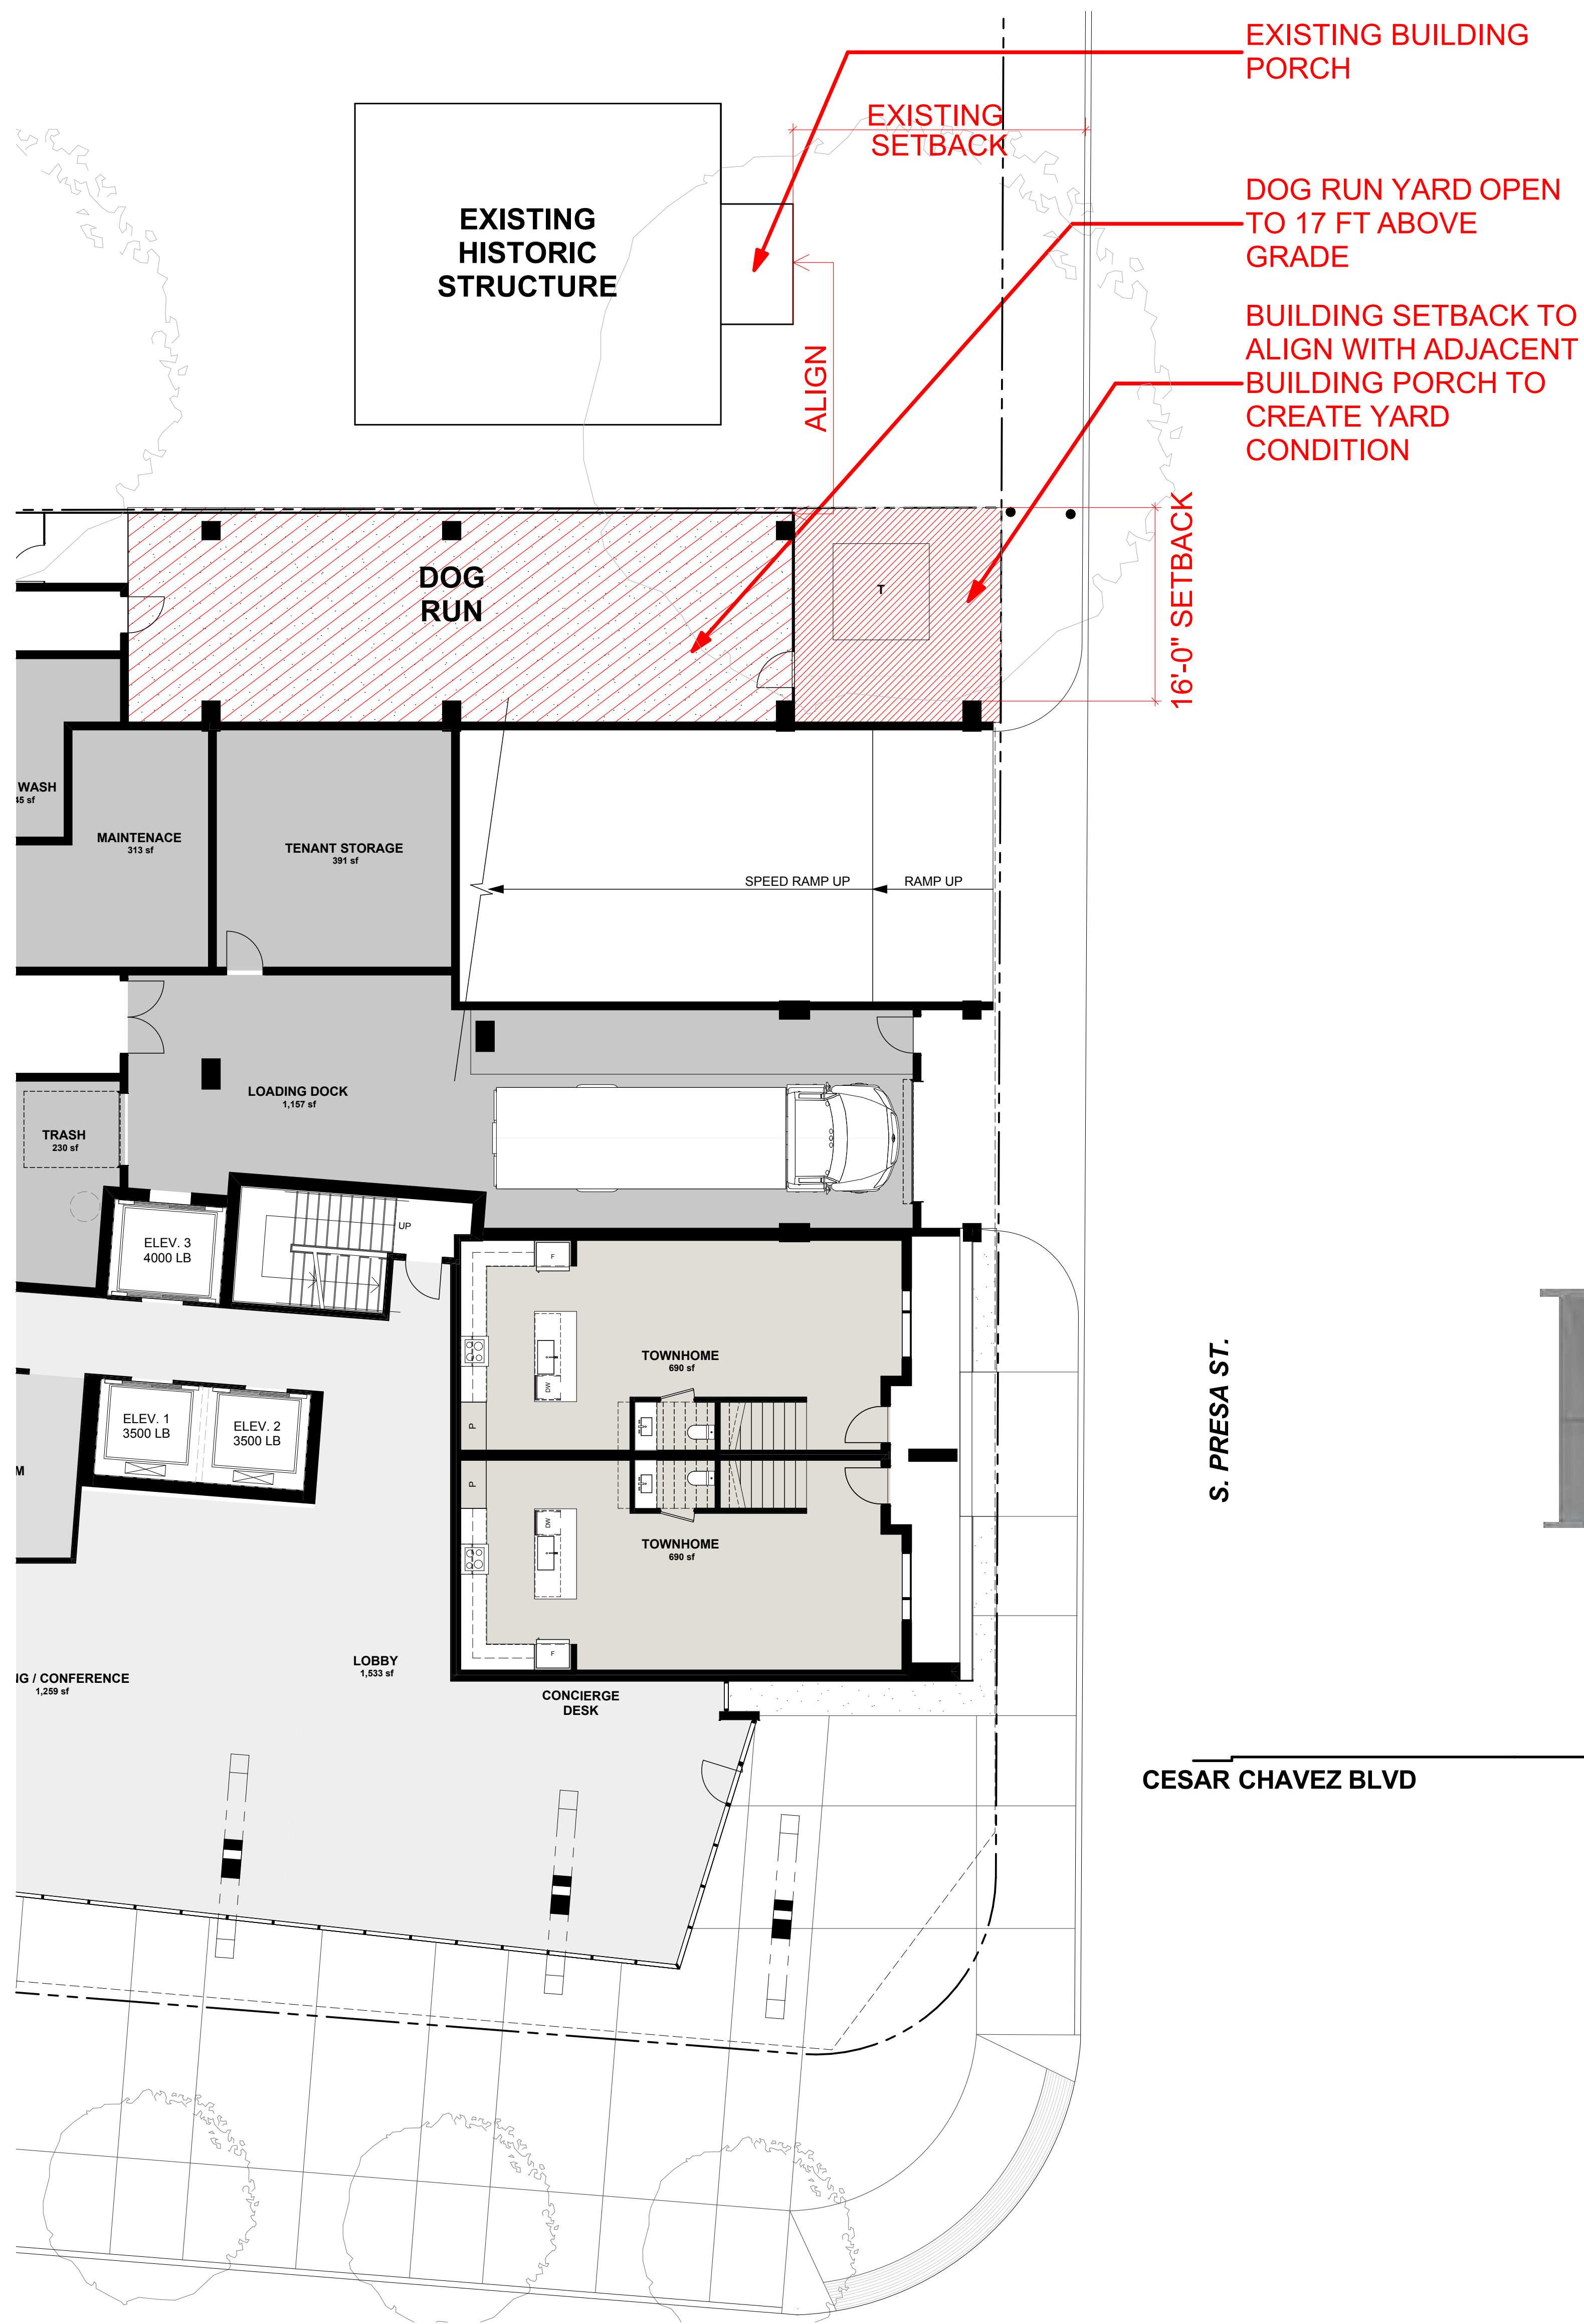 EXISTING BUILDING
PORCH
EXISTING
SETBACK
DOG RUN YARD OPEN
TO 17 FT ABOVE
GRADE
EXISTING
HISTORIC
STRUCTURE
BUILDING SETBACK TO
ALIGN WITH ADJACENT
BUILDING PORCH TO
CREATE YARD
CONDITION
ALIGN
16'-0" SETBACK
DOG
RUN
T
WASH
45 sf
MAINTENACE
313 sf
TENANT STORAGE
391 sf
SPEED RAMP UP
RAMP UP
LOADING DOCK
1,157 sf
TRASH
230 sf
UP
ELEV. 3
4000 LB
F
TOWNHOME
690 sf
DW
P
ELEV. 1
3500 LB
ELEV. 2
3500 LB
S. PRESA ST.
M
P
DW
TOWNHOME
690 sf
F
LOBBY
1,533 sf
IG / CONFERENCE
1,259 sf
CONCIERGE
DESK
CESAR CHAVEZ BLVD